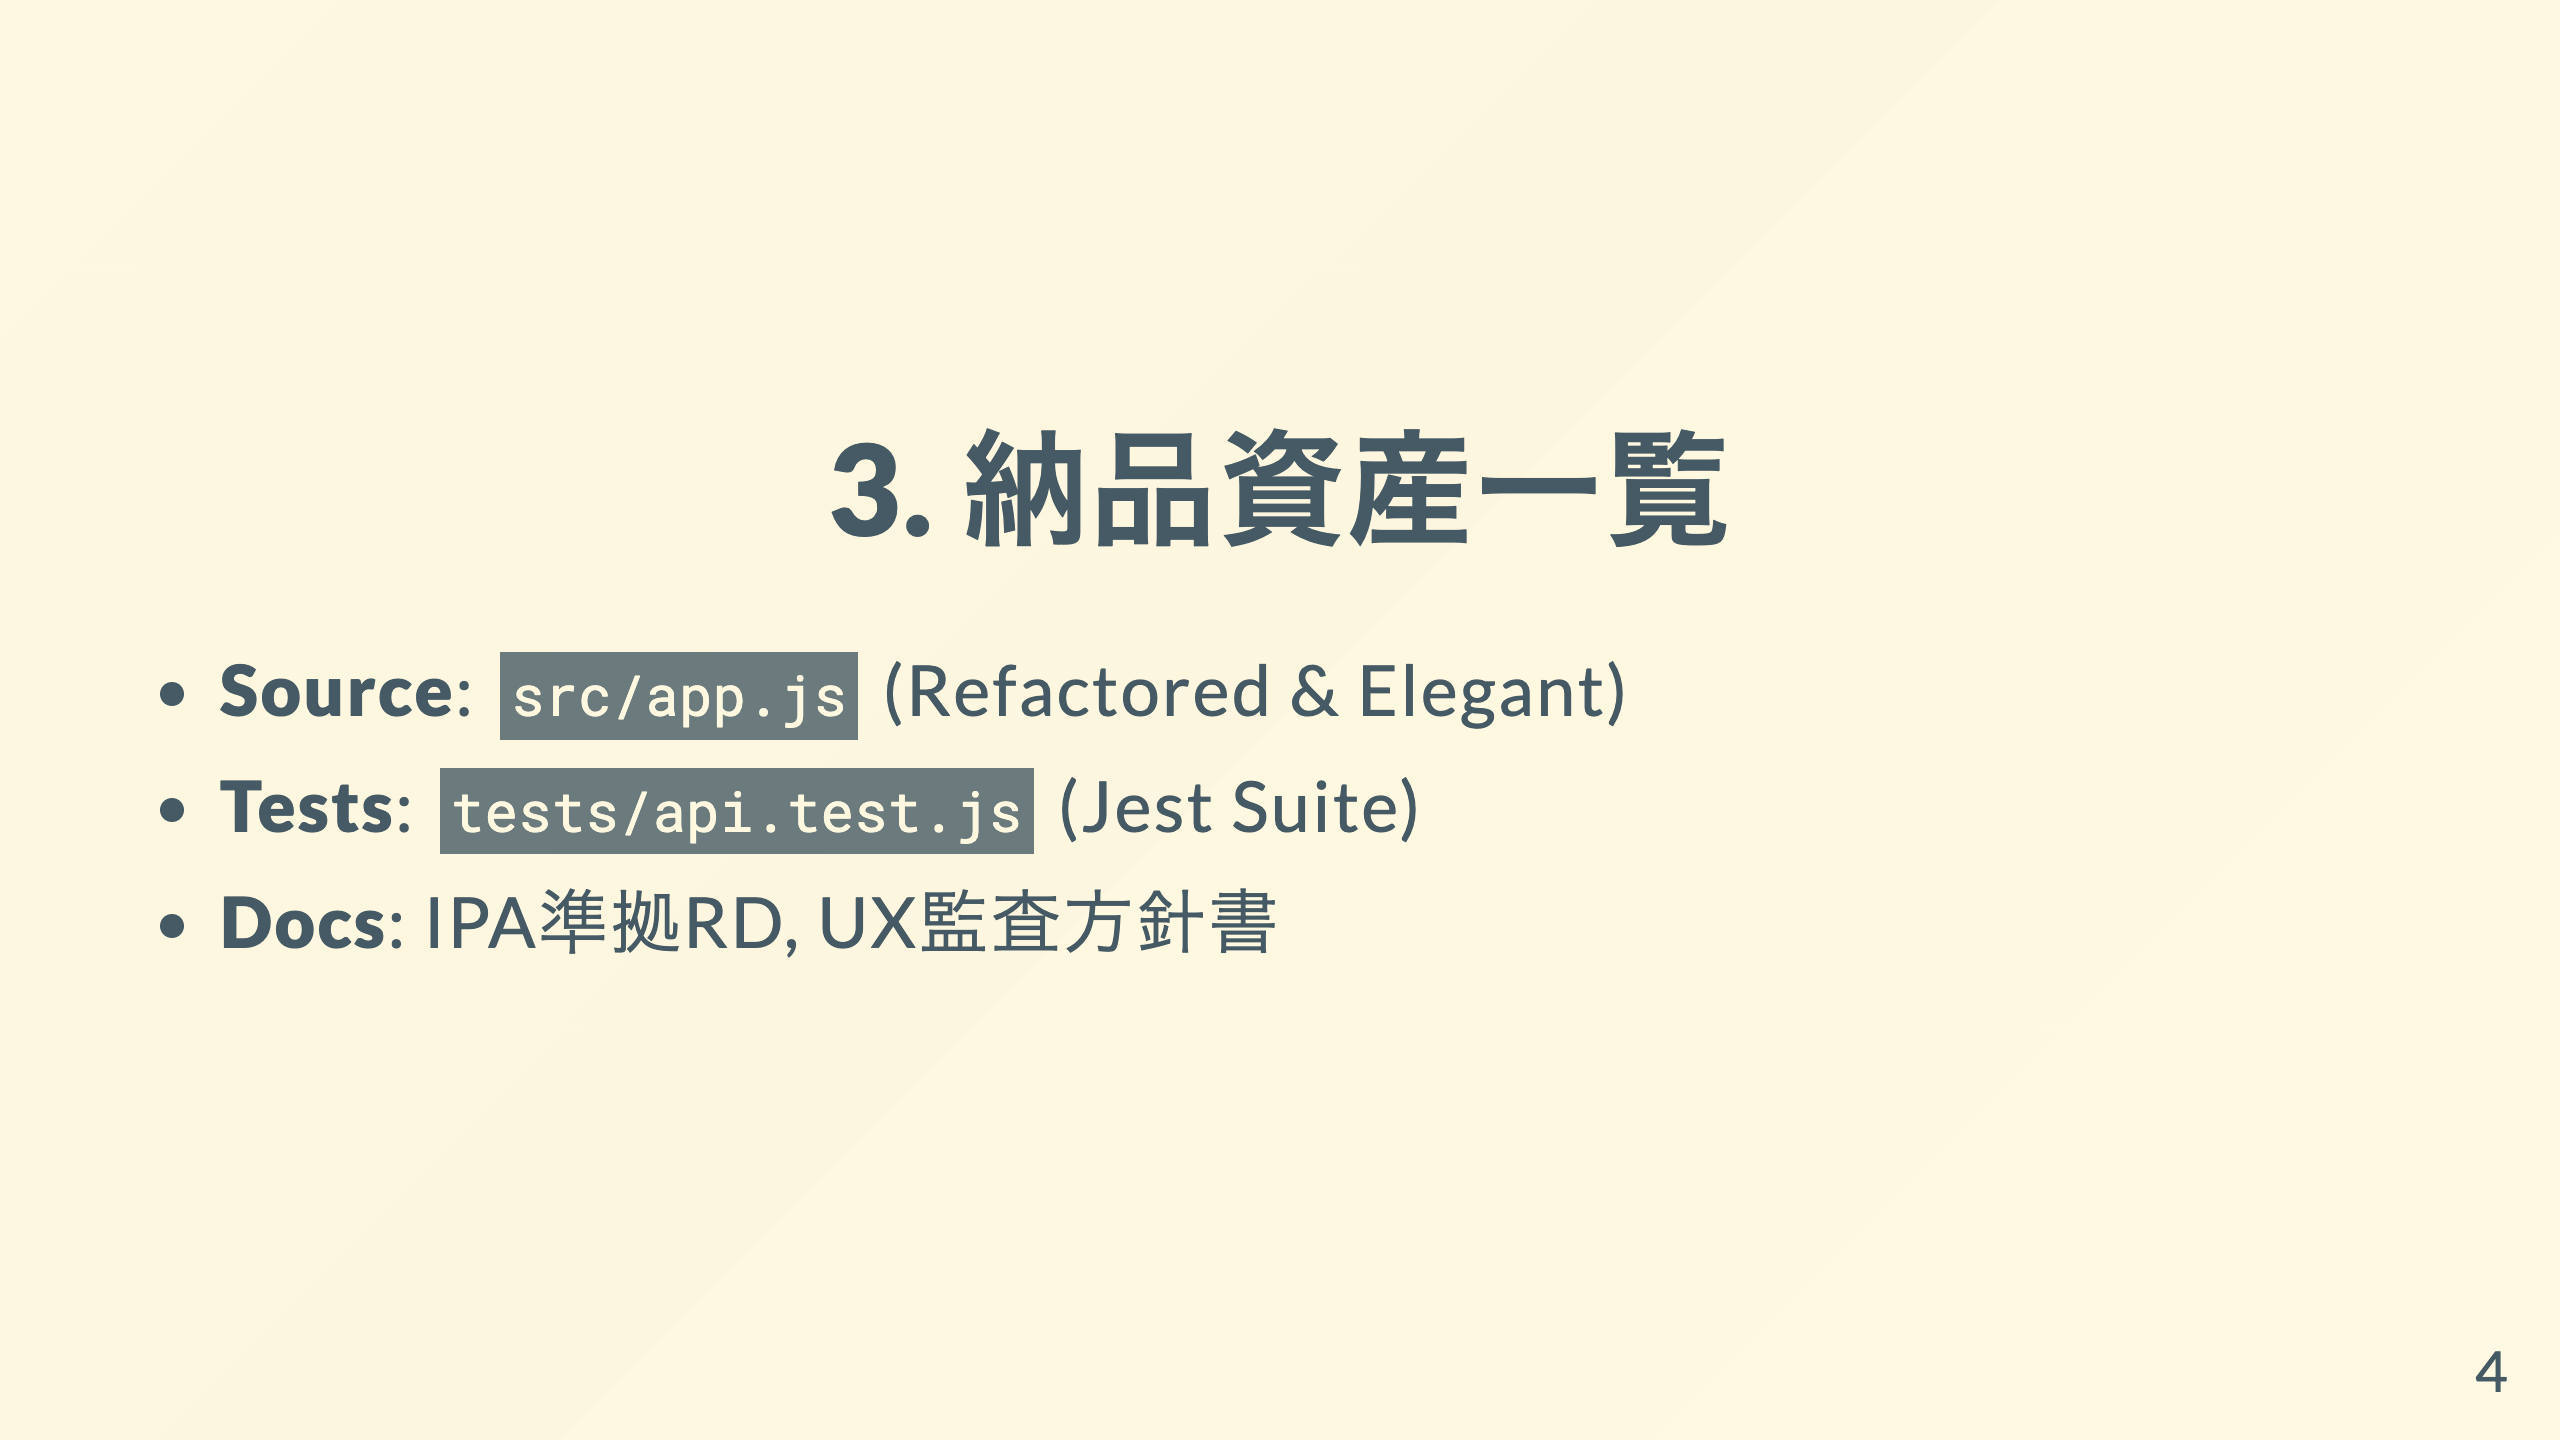 3. 納品資産一覧
Source: src/app.js (Refactored & Elegant)
Tests: tests/api.test.js (Jest Suite)
Docs: IPA準拠RD, UX監査方針書
4